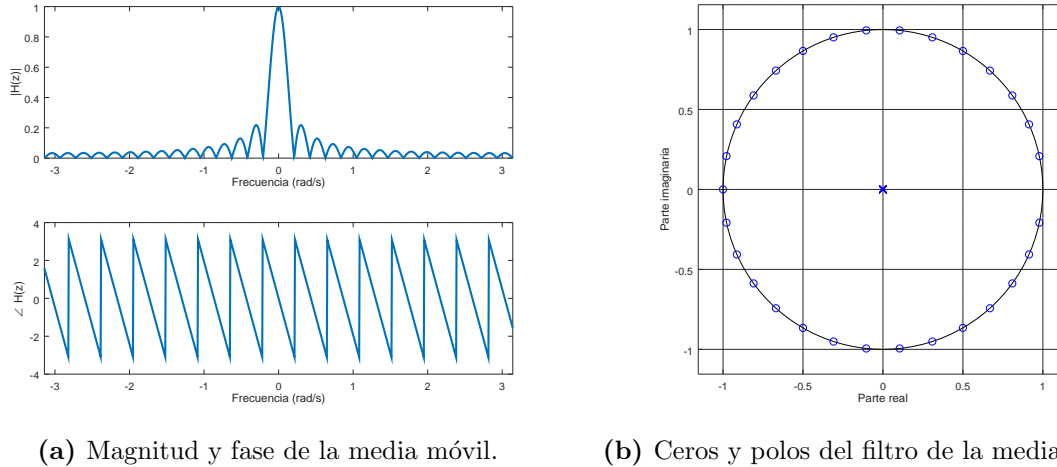 1
0.8
0.6
0.4
0.2
0
|H(z)|
-3 -2 -1 0 1 2 3
Frecuencia (rad/s)
4
2
0
-2
-4
∠ H(z)
-3 -2 -1 0 1 2 3
Frecuencia (rad/s)
(a) Magnitud y fase de la media móvil.
1
0.5
0
-0.5
-1
Parte imaginaria
-1 -0.5 0 0.5 1
Parte real
(b) Ceros y polos del filtro de la media